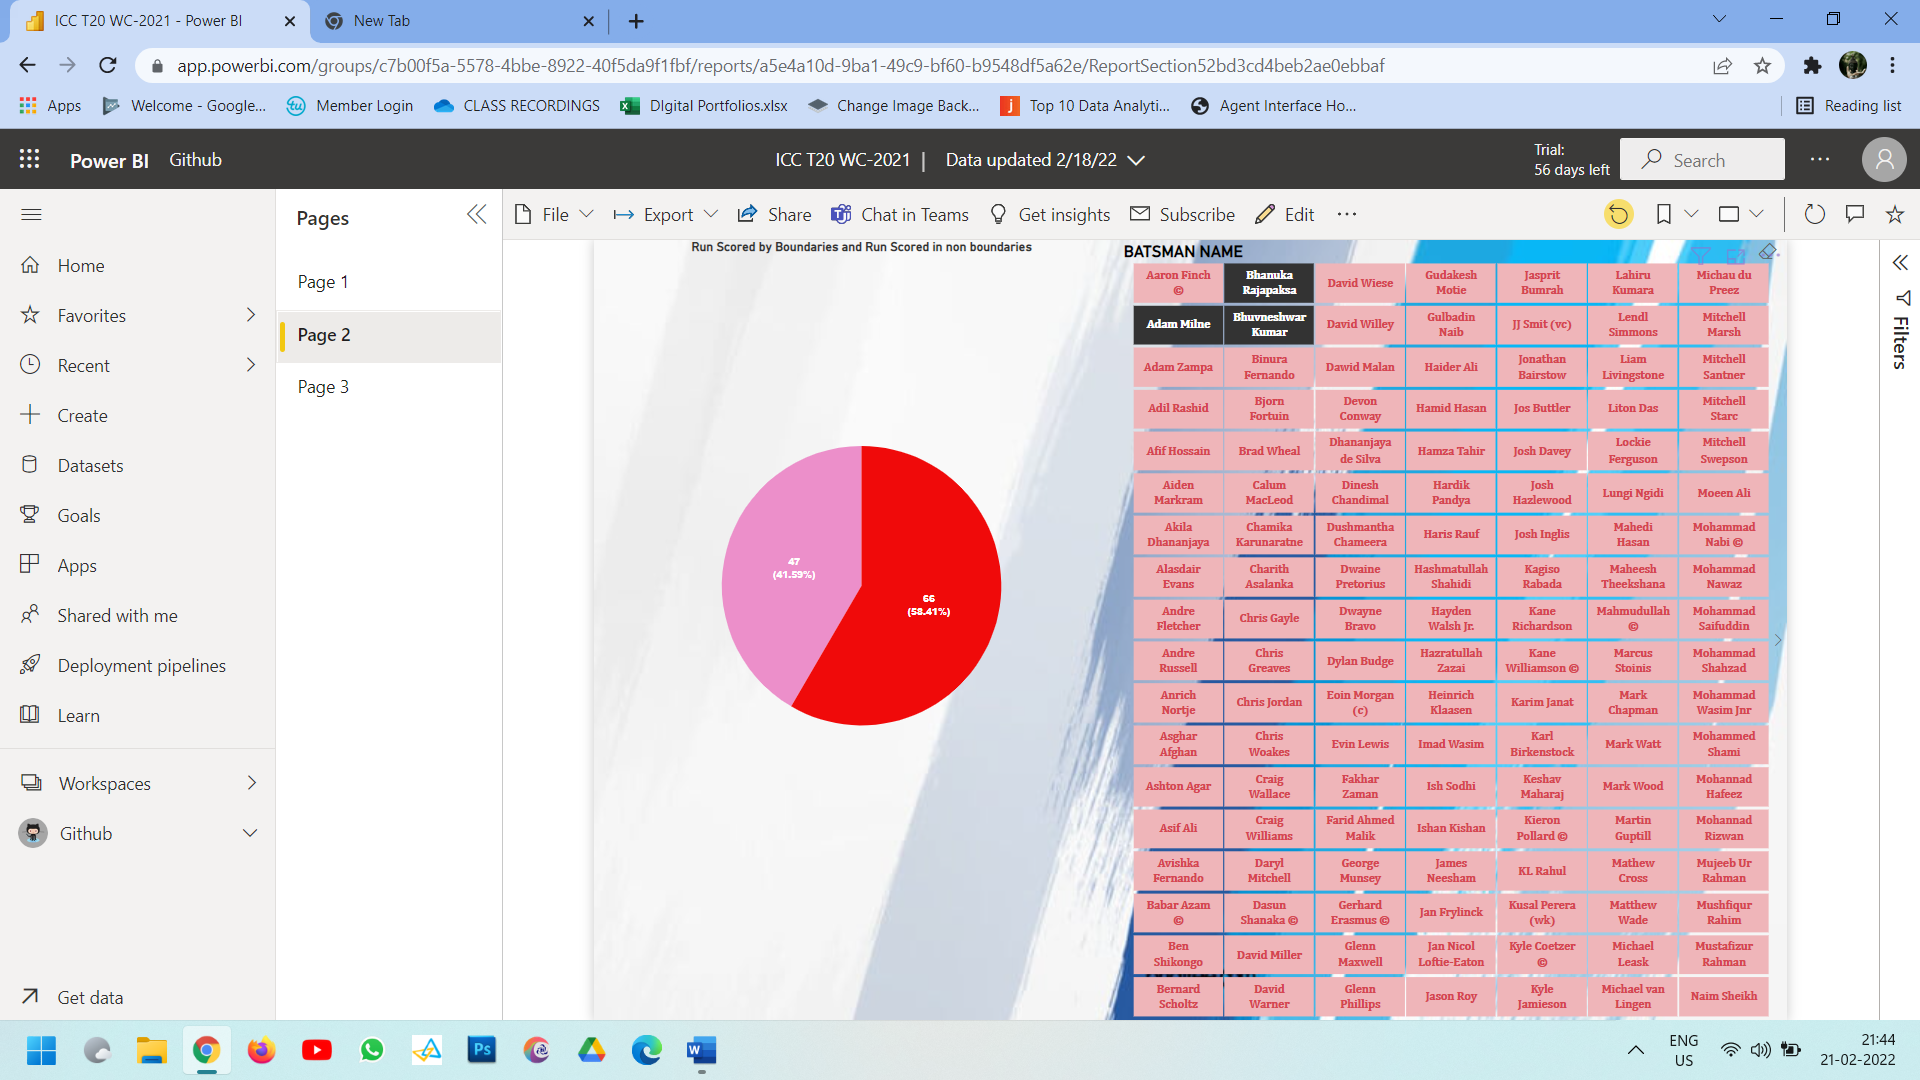 ICC T20 WC-2021 - Power BI
New Tab
app.powerbi.com/groups/c7b00f5a-5578-4bbe-8922-40f5da9f1fbf/reports/a5e4a10d-9ba1-49c9-bf60-b9548df5a62e/ReportSection52bd3cd4beb2ae0ebbaf
Apps
Welcome - Google...
Member Login
CLASS RECORDINGS
DIgital Portfolios.xlsx
Change Image Back...
Top 10 Data Analyti...
Agent Interface Ho...
Reading list
Power BI Github
ICC T20 WC-2021 | Data updated 2/18/22
Trial:
56 days left
Search
Home
Favorites
Recent
Create
Datasets
Goals
Apps
Shared with me
Deployment pipelines
Learn
Workspaces
Github
Get data
Pages
Page 1
Page 2
Page 3
File
Export
Share
Chat in Teams
Get insights
Subscribe
Edit
Run Scored by Boundaries and Run Scored in non boundaries
47
(41.59%)
66
(58.41%)
BATSMAN NAME
Aaron Finch ©
Bhanuka Rajapaksa
David Wiese
Gudakesh Motie
Jasprit Bumrah
Lahiru Kumara
Michau du Preez
Adam Milne
Bhuvneshwar Kumar
David Willey
Gulbadin Naib
JJ Smit (vc)
Lendl Simmons
Mitchell Marsh
Adam Zampa
Binura Fernando
Dawid Malan
Haider Ali
Jonathan Bairstow
Liam Livingstone
Mitchell Santner
Adil Rashid
Bjorn Fortuin
Devon Conway
Hamid Hasan
Jos Buttler
Liton Das
Mitchell Starc
Afif Hossain
Brad Wheal
Dhananjaya de Silva
Hamza Tahir
Josh Davey
Lockie Ferguson
Mitchell Swepson
Aiden Markram
Calum MacLeod
Dinesh Chandimal
Hardik Pandya
Josh Hazlewood
Lungi Ngidi
Moeen Ali
Akila Dhananjaya
Chamika Karunaratne
Dushmantha Chameera
Haris Rauf
Josh Inglis
Mahedi Hasan
Mohammad Nabi ©
Alasdair Evans
Charith Asalanka
Dwaine Pretorius
Hashmatullah Shahidi
Kagiso Rabada
Maheesh Theekshana
Mohammad Nawaz
Andre Fletcher
Chris Gayle
Dwayne Bravo
Hayden Walsh Jr.
Kane Richardson
Mahmudullah ©
Mohammad Saifuddin
Andre Russell
Chris Greaves
Dylan Budge
Hazratullah Zazai
Kane Williamson ©
Marcus Stoinis
Mohammad Shahzad
Anrich Nortje
Chris Jordan
Eoin Morgan (c)
Heinrich Klaasen
Karim Janat
Mark Chapman
Mohammad Wasim Jnr
Asghar Afghan
Chris Woakes
Evin Lewis
Imad Wasim
Karl Birkenstock
Mark Watt
Mohammed Shami
Ashton Agar
Craig Wallace
Fakhar Zaman
Ish Sodhi
Keshav Maharaj
Mark Wood
Mohannad Hafeez
Asif Ali
Craig Williams
Farid Ahmed Malik
Ishan Kishan
Kieron Pollard ©
Martin Guptill
Mohannad Rizwan
Avishka Fernando
Daryl Mitchell
George Munsey
James Neesham
KL Rahul
Mathew Cross
Mujeeb Ur Rahman
Babar Azam ©
Dasun Shanaka ©
Gerhard Erasmus ©
Jan Frylinck
Kusal Perera (wk)
Matthew Wade
Mushfiqur Rahim
Ben Shikongo
David Miller
Glenn Maxwell
Jan Nicol Loftie-Eaton
Kyle Coetzer ©
Michael Leask
Mustafizur Rahman
Bernard Scholtz
David Warner
Glenn Phillips
Jason Roy
Kyle Jamieson
Michael van Lingen
Naim Sheikh
Filters
ENG
US
21:44
21-02-2022